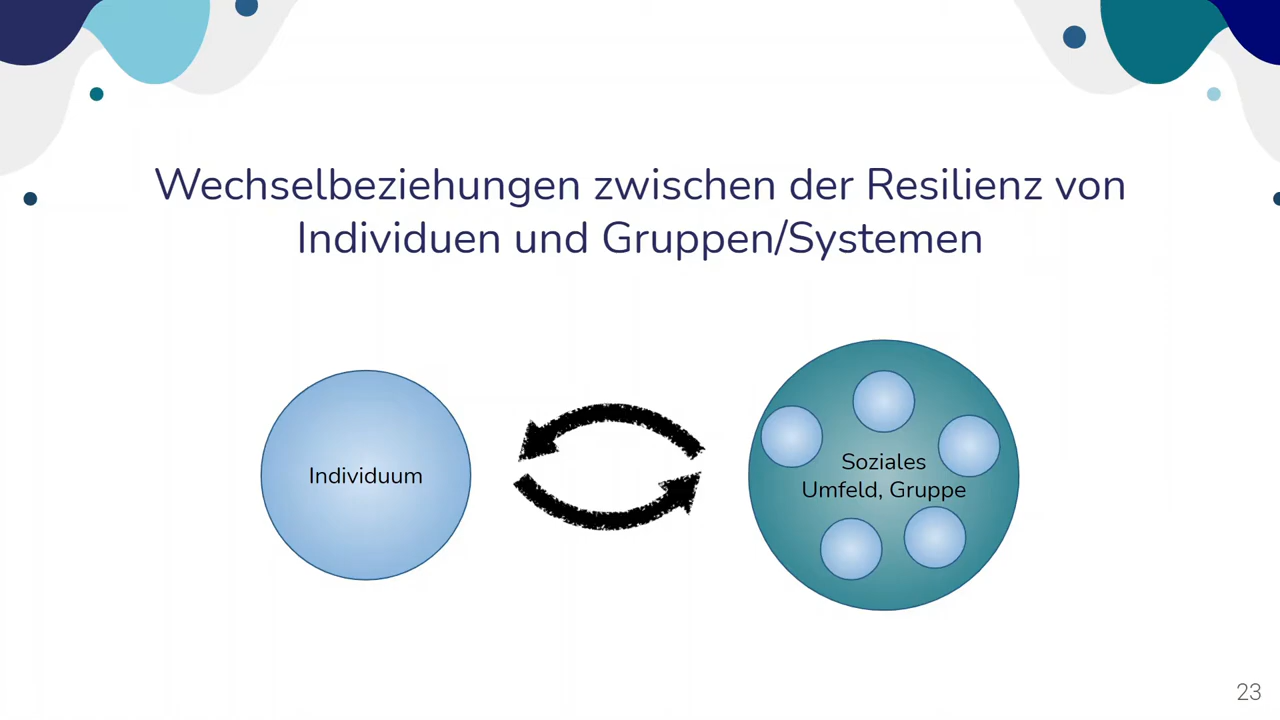 Wechselbeziehungen zwischen der Resilienz von
Individuen und Gruppen/Systemen
Individuum
Soziales
Umfeld, Gruppe
23